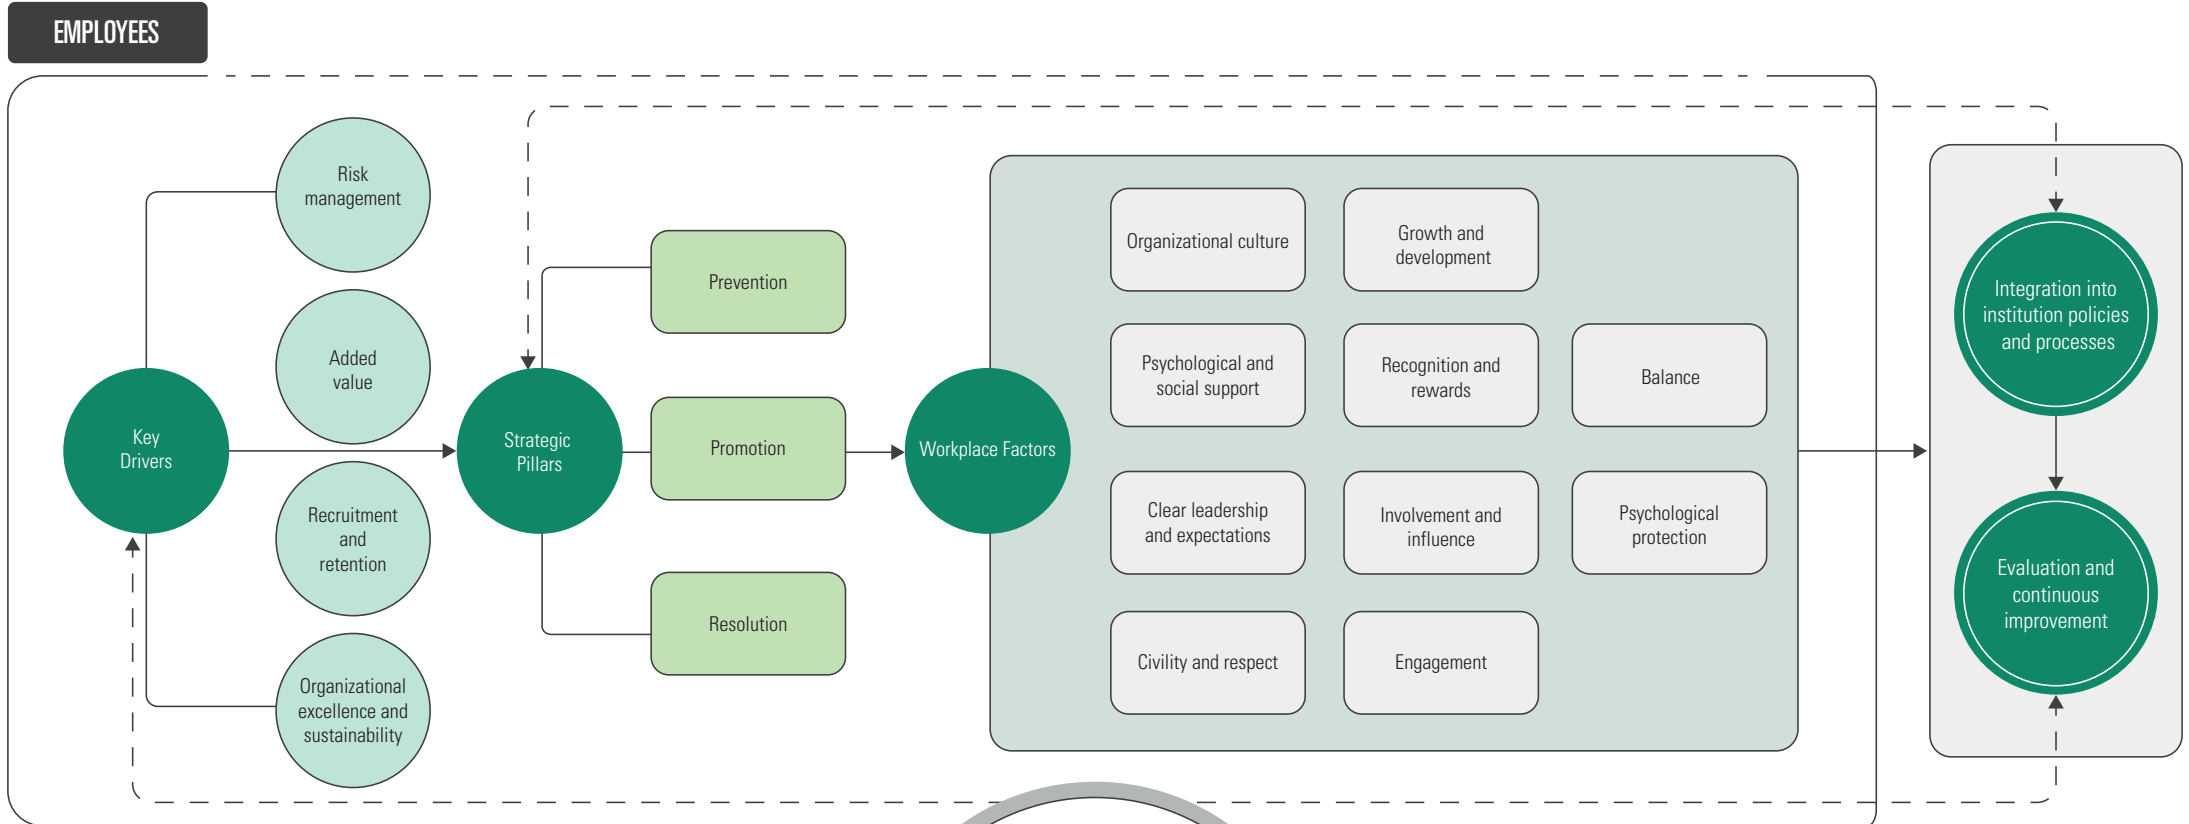 EMPLOYEES
Key
Drivers
Risk
management
Added
value
Recruitment
and
retention
Organizational
excellence and
sustainability
Strategic
Pillars
Prevention
Promotion
Resolution
Workplace Factors
Organizational culture
Growth and
development
Psychological and
social support
Recognition and
rewards
Balance
Clear leadership
and expectations
Involvement and
influence
Psychological
protection
Civility and respect
Engagement
Integration into
institution policies
and processes
Evaluation and
continuous
improvement